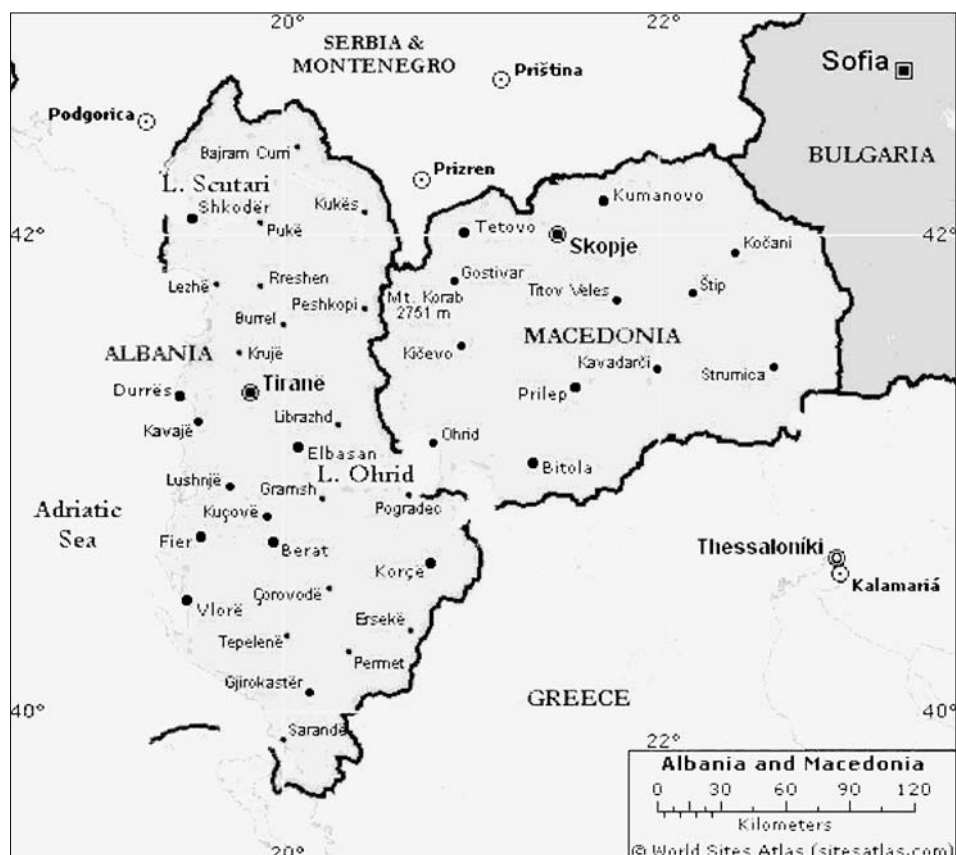 20°
22°
SERBIA &
MONTENEGRO
Priština
Sofia
Podgorica
Bajram Curri
BULGARIA
Prizren
L. Scutari
Kukës
Kumanovo
Shkodër
Pukë
Tetovo
Skopje
42°
42°
Kočani
Gostivar
Lezhë
Rreshen
Mt. Korab
2751 m
Titov Veles
Štip
Peshkopi
Burrel
MACEDONIA
ALBANIA
Krujë
Kičevo
Kavadarči
Strumica
Durrës
Tiranë
Prilep
Kavajë
Librazhd
Ohrid
Elbasan
Bitola
L. Ohrid
Lushnjë
Gramsh
Pogradec
Adriatic
Sea
Kuçovë
Fier
Berat
Thessaloníki
Korçë
Kalamariá
Çorovodë
Vlorë
Ersekë
Tepelenë
Permet
Gjirokastër
GREECE
40°
40°
Sarandë
22°
Albania and Macedonia
0 30 60 90 120
Kilometers
© World Sites Atlas (sitesatlas.com)
20°